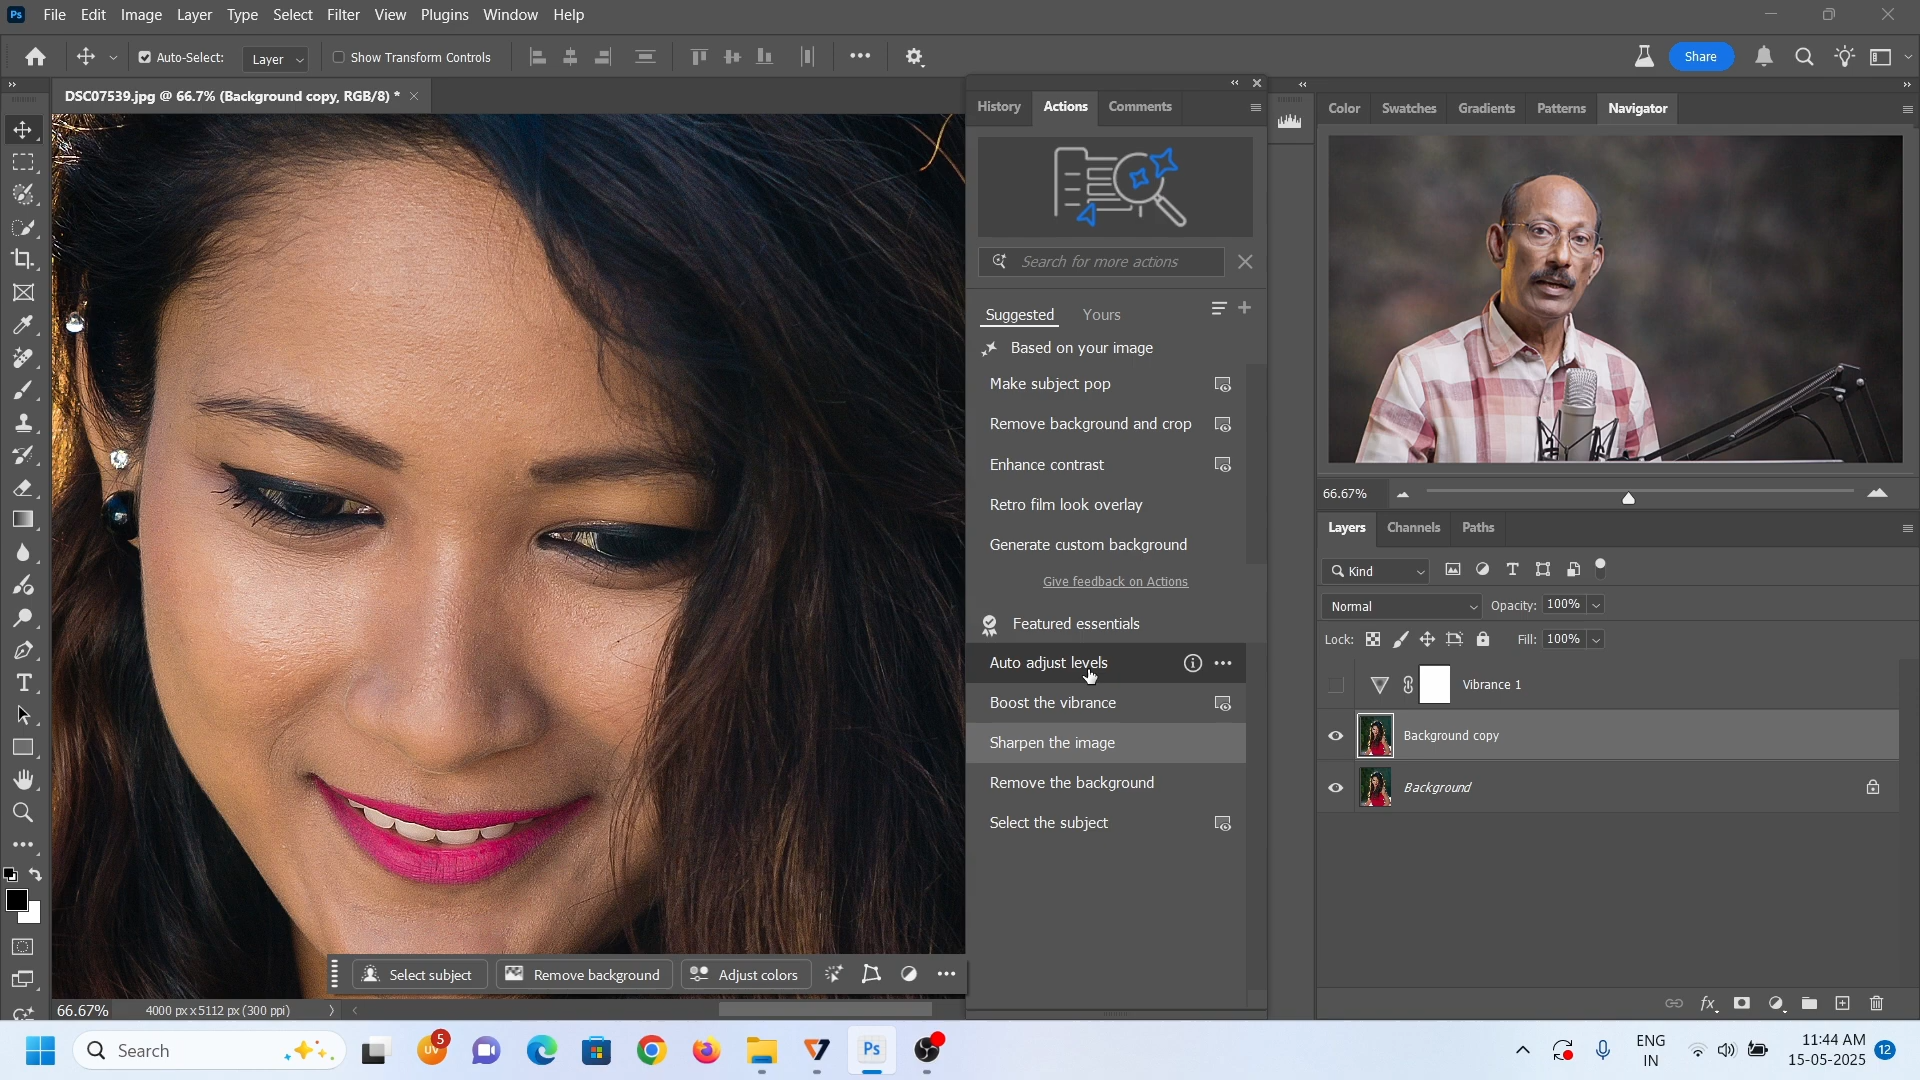 Ps File Edit Image Layer Type Select Filter View Plugins Window Help
Auto-Select: Layer Show Transform Controls
Share
DSC07539.jpg @ 66.7% (Background copy, RGB/8) *
History Actions Comments
Color Swatches Gradients Patterns Navigator
Search for more actions
Suggested Yours
Based on your image
Make subject pop
Remove background and crop
Enhance contrast
Retro film look overlay
Generate custom background
Give feedback on Actions
Featured essentials
Auto adjust levels
Boost the vibrance
Sharpen the image
Remove the background
Select the subject
66.67%
Layers Channels Paths
Kind
Normal Opacity: 100%
Lock: Fill: 100%
Vibrance 1
Background copy
Background
Select subject Remove background Adjust colors
66.67% 4000 px x 5112 px (300 ppi)
Search
UV 5
Ps
ENG
IN
11:44 AM
15-05-2025
12